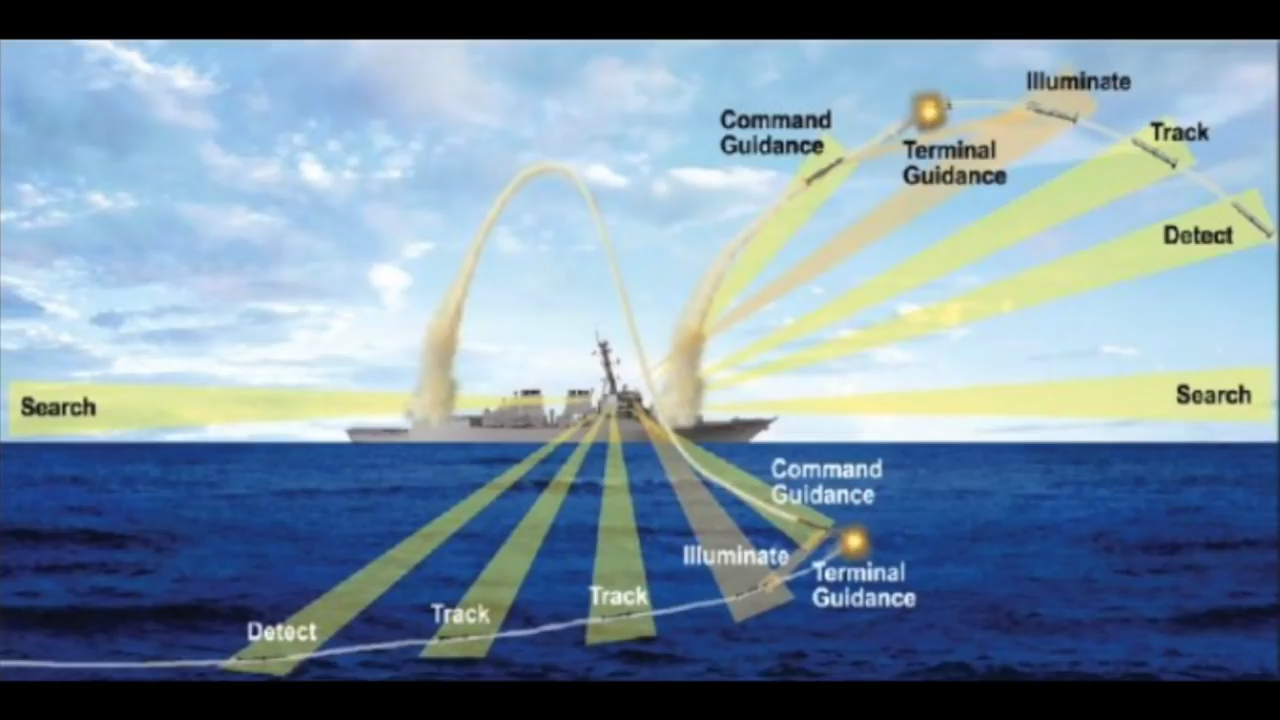 Illuminate
Command
Guidance
Track
Terminal
Guidance
Detect
Search
Search
Command
Guidance
Illuminate
Terminal
Guidance
Track
Track
Detect